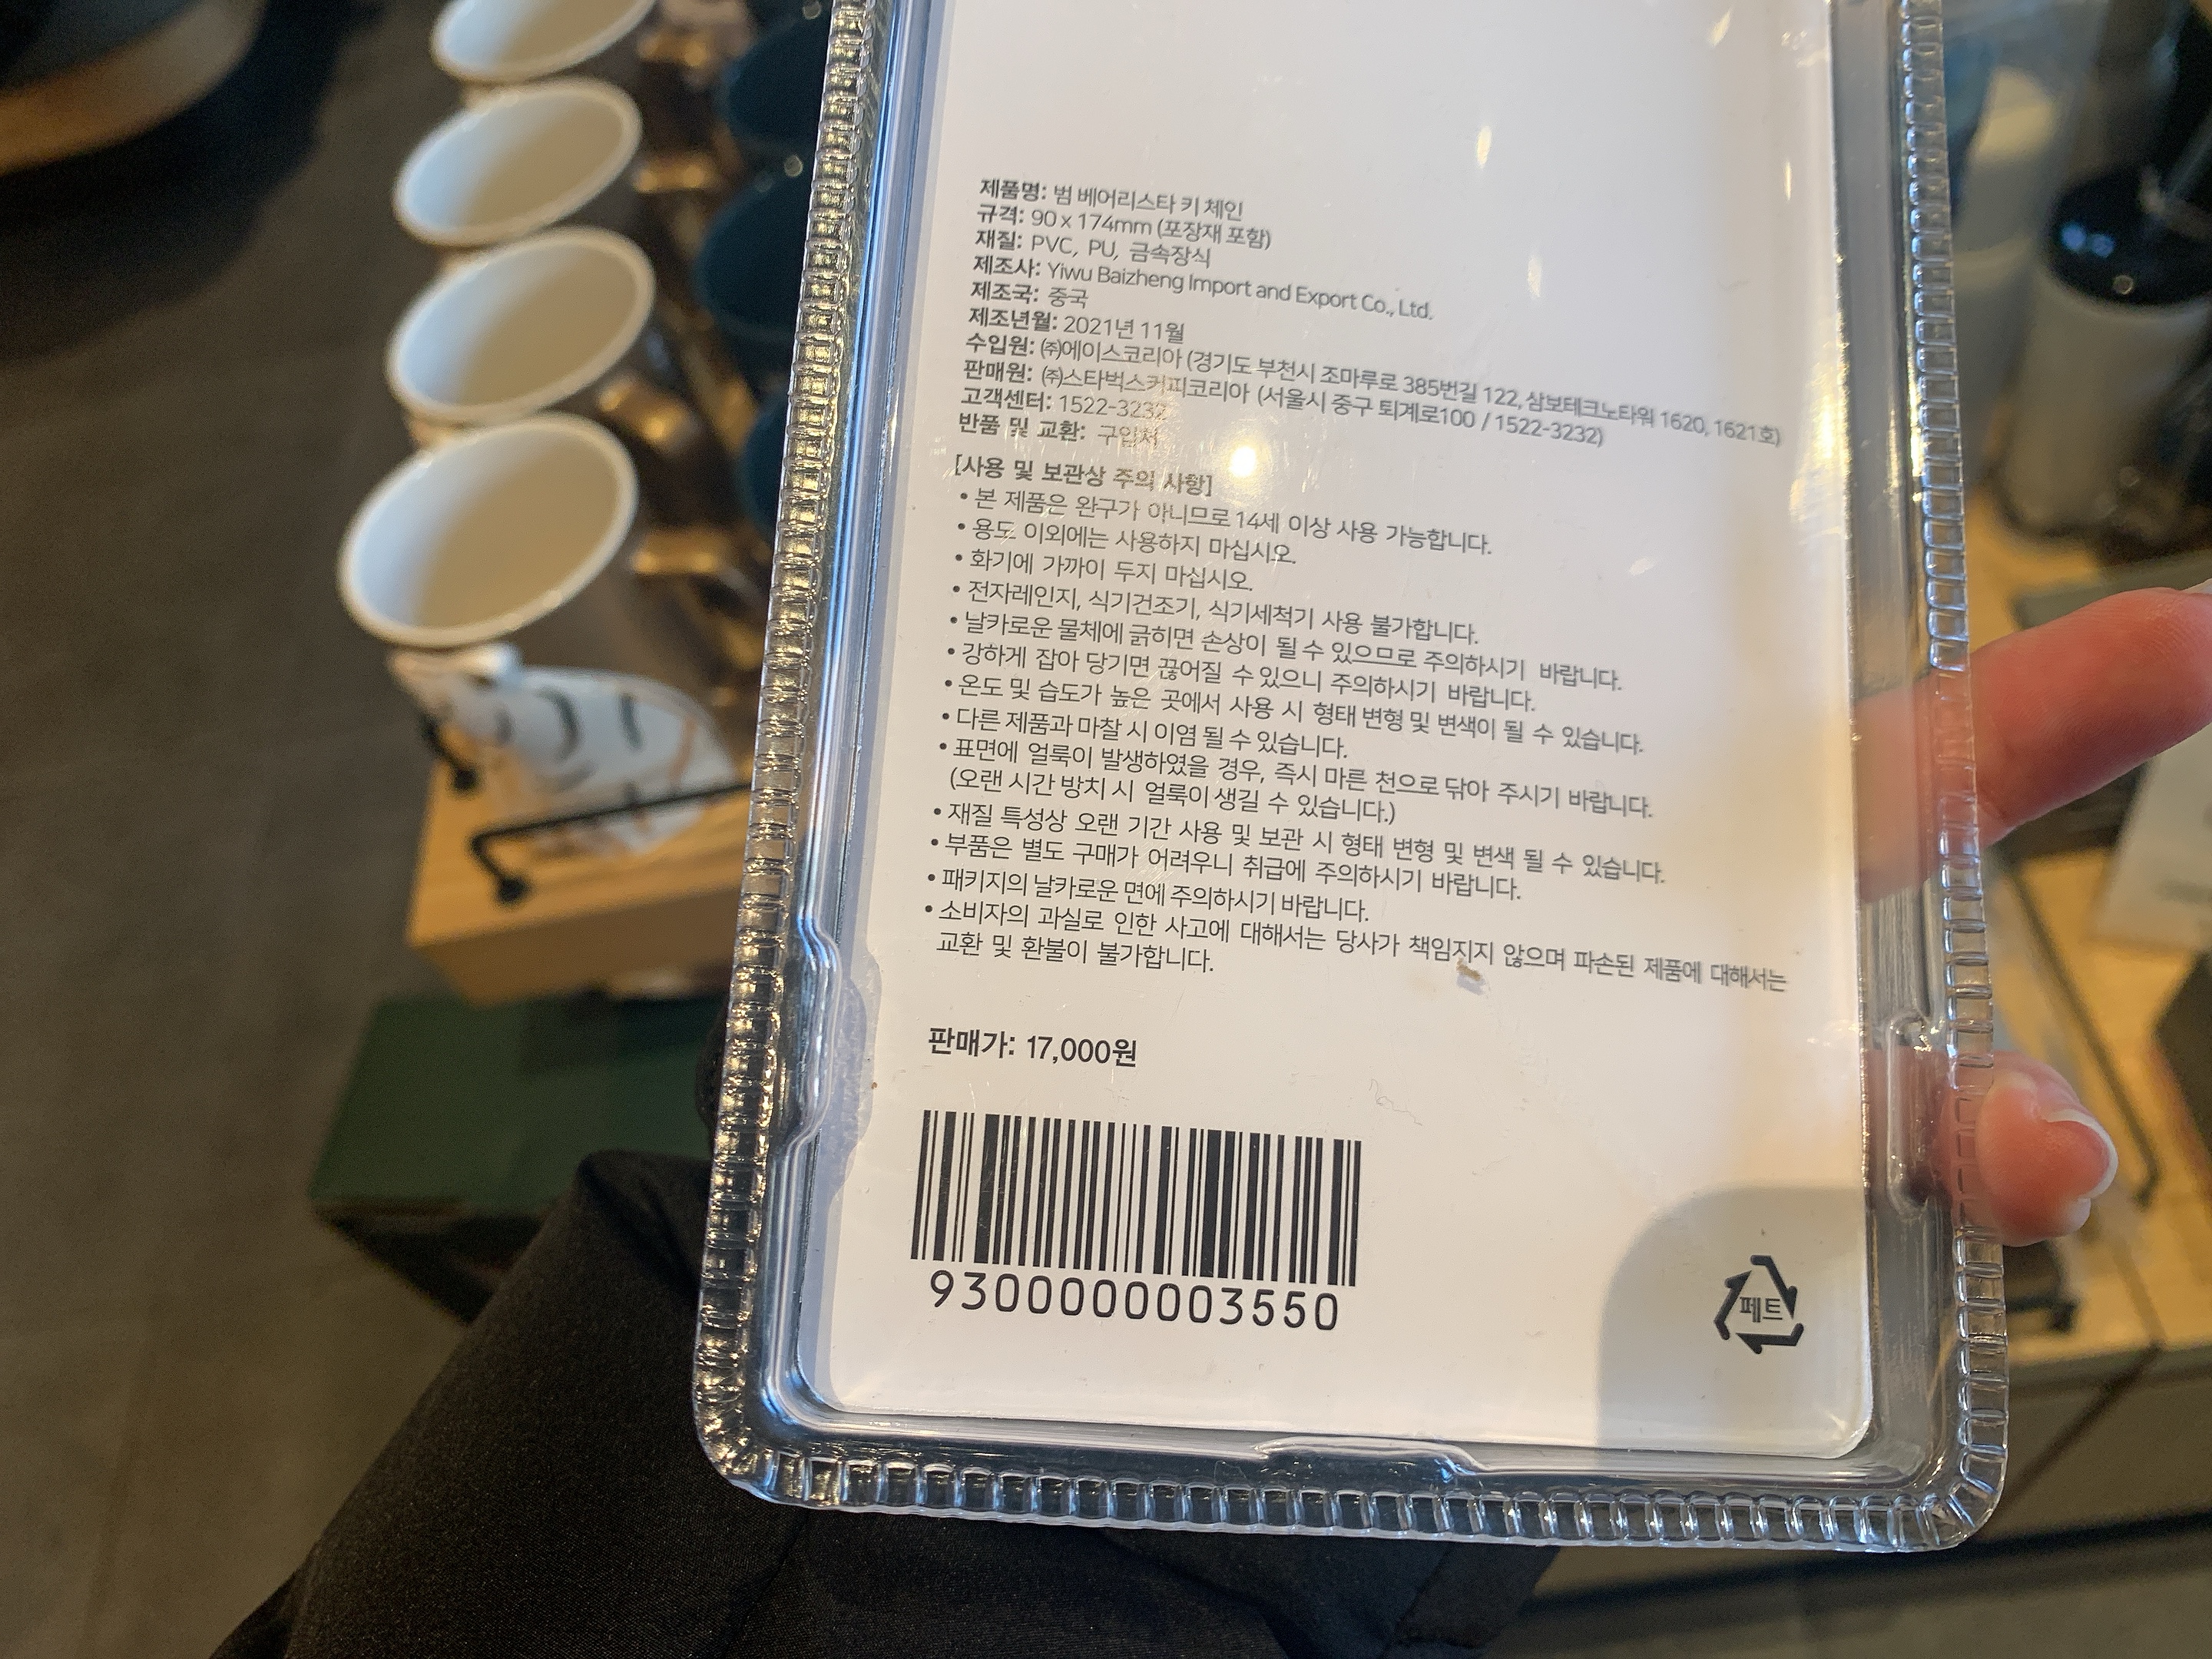 제품명: 범 베어리스타 키 체인
규격: 90 x 174mm (포장재 포함)
재질: PVC, PU, 금속장식
제조사: Yiwu Baizheng Import and Export Co., Ltd.
제조국: 중국
제조년월: 2021년 11월
수입원: ㈜에이스코리아 (경기도 부천시 조마루로 385번길 122, 삼보테크노타워 1620, 1621호)
판매원: ㈜스타벅스커피코리아 (서울시 중구 퇴계로100 / 1522-3232)
고객센터: 1522-3232
반품 및 교환: 구입처
[사용 및 보관상 주의 사항]
• 본 제품은 완구가 아니므로 14세 이상 사용 가능합니다.
• 용도 이외에는 사용하지 마십시오.
• 화기에 가까이 두지 마십시오.
• 전자레인지, 식기건조기, 식기세척기 사용 불가합니다.
• 날카로운 물체에 긁히면 손상이 될 수 있으므로 주의하시기 바랍니다.
• 강하게 잡아 당기면 끊어질 수 있으니 주의하시기 바랍니다.
• 온도 및 습도가 높은 곳에서 사용 시 형태 변형 및 변색이 될 수 있습니다.
• 다른 제품과 마찰 시 이염 될 수 있습니다.
• 표면에 얼룩이 발생하였을 경우, 즉시 마른 천으로 닦아 주시기 바랍니다.
(오랜 시간 방치 시 얼룩이 생길 수 있습니다.)
• 재질 특성상 오랜 기간 사용 및 보관 시 형태 변형 및 변색 될 수 있습니다.
• 부품은 별도 구매가 어려우니 취급에 주의하시기 바랍니다.
• 패키지의 날카로운 면에 주의하시기 바랍니다.
• 소비자의 과실로 인한 사고에 대해서는 당사가 책임지지 않으며 파손된 제품에 대해서는
교환 및 환불이 불가합니다.
판매가: 17,000원
9300000003550
페트